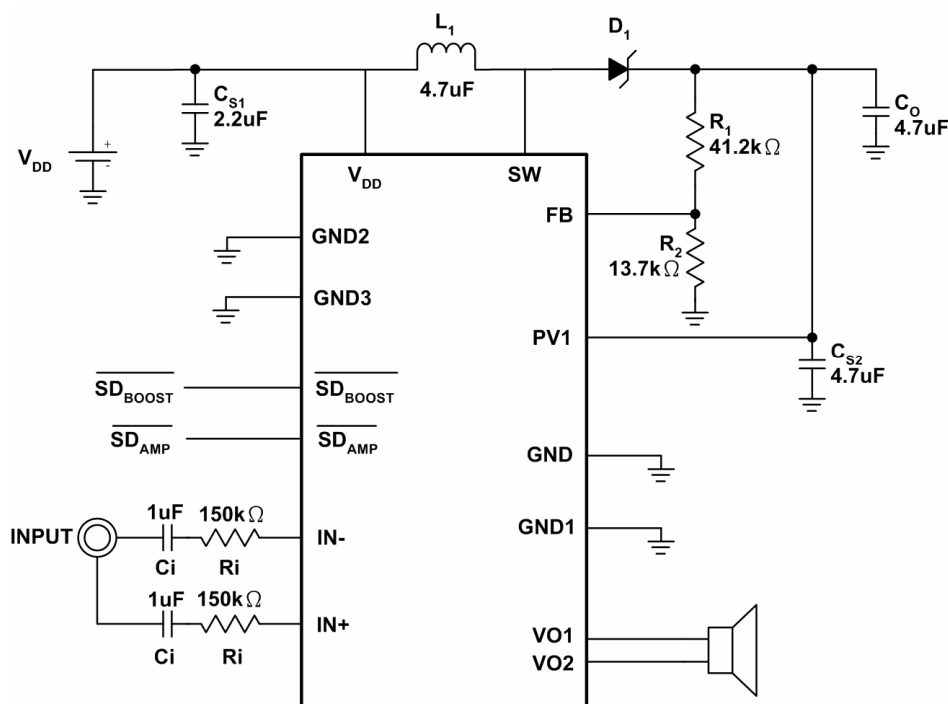 L1
D1
4.7uF
CS1
2.2uF
CO
4.7uF
R1
41.2kΩ
VDD
+
-
VDD
SW
FB
R2
13.7kΩ
GND2
GND3
PV1
CS2
4.7uF
SDBOOST
SDBOOST
SDAMP
SDAMP
GND
GND1
1uF
150kΩ
INPUT
IN-
Ci
Ri
1uF
150kΩ
IN+
Ci
Ri
VO1
VO2